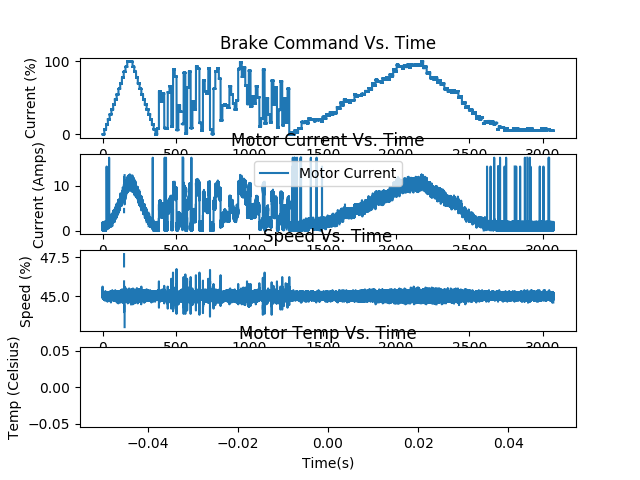 Brake Command Vs. Time
Current (%)
100
0
0 500 1000 1500 2000 2500 3000
Motor Current Vs. Time
Current (Amps)
10
0
Motor Current
0 500 1000 1500 2000 2500 3000
Speed Vs. Time
Speed (%)
47.5
45.0
0 500 1000 1500 2000 2500 3000
Motor Temp Vs. Time
Temp (Celsius)
0.05
0.00
−0.05
−0.04 −0.02 0.00 0.02 0.04
Time(s)